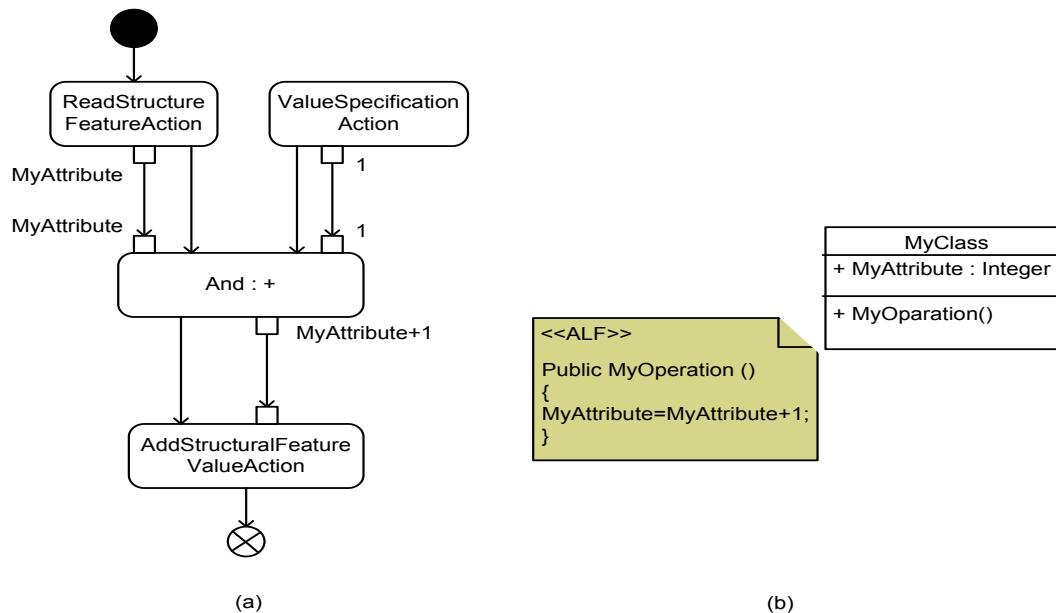 ReadStructure
FeatureAction
ValueSpecification
Action
MyAttribute
1
MyAttribute
1
And : +
MyAttribute+1
AddStructuralFeature
ValueAction
(a)
MyClass
+ MyAttribute : Integer
+ MyOparation()
<<ALF>>
Public MyOperation ()
{
MyAttribute=MyAttribute+1;
}
(b)